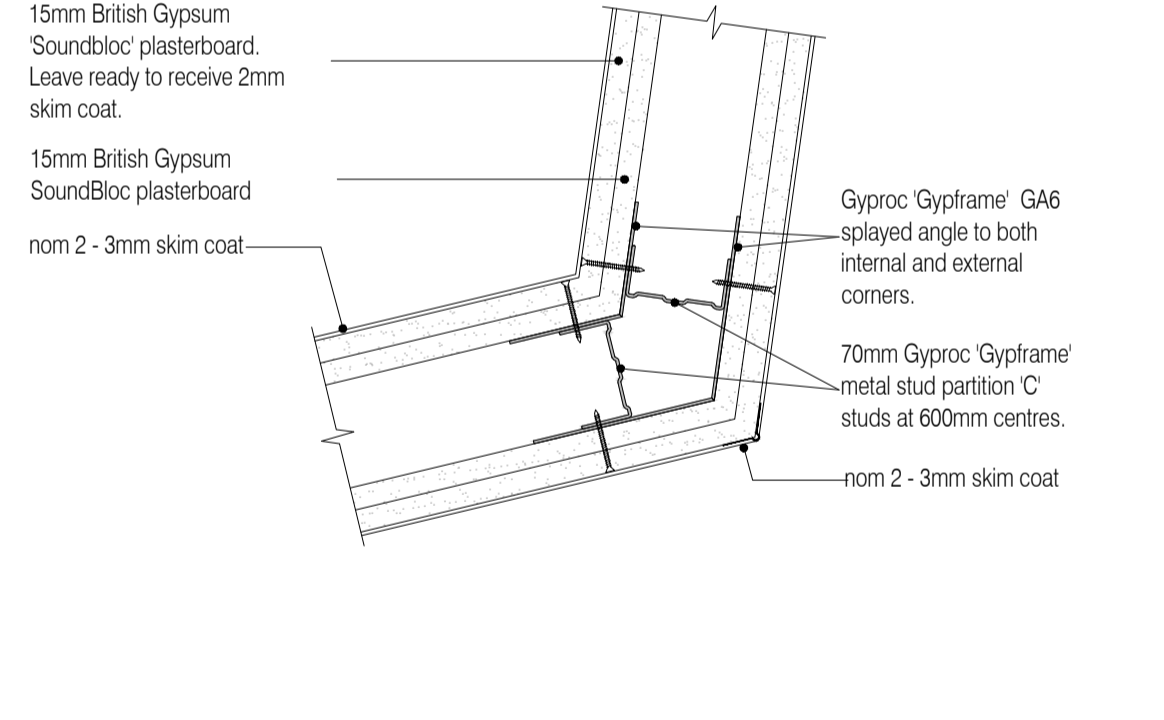 15mm British Gypsum
'Soundbloc' plasterboard.
Leave ready to receive 2mm
skim coat.
15mm British Gypsum
SoundBloc plasterboard
nom 2 - 3mm skim coat
Gyproc 'Gypframe'  GA6
splayed angle to both
internal and external
corners.
70mm Gyproc 'Gypframe'
metal stud partition 'C'
studs at 600mm centres.
nom 2 - 3mm skim coat